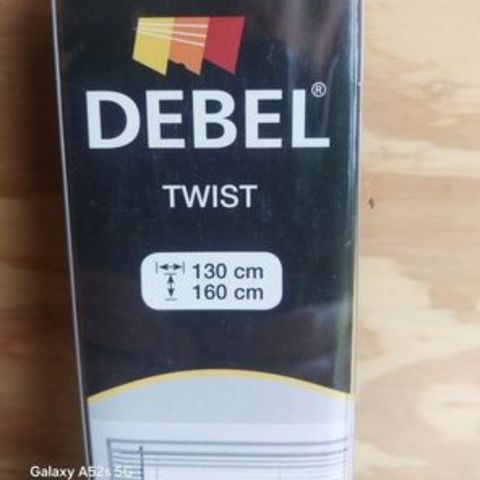 DEBEL®
TWIST
130 cm
160 cm
Galaxy A52s 5G